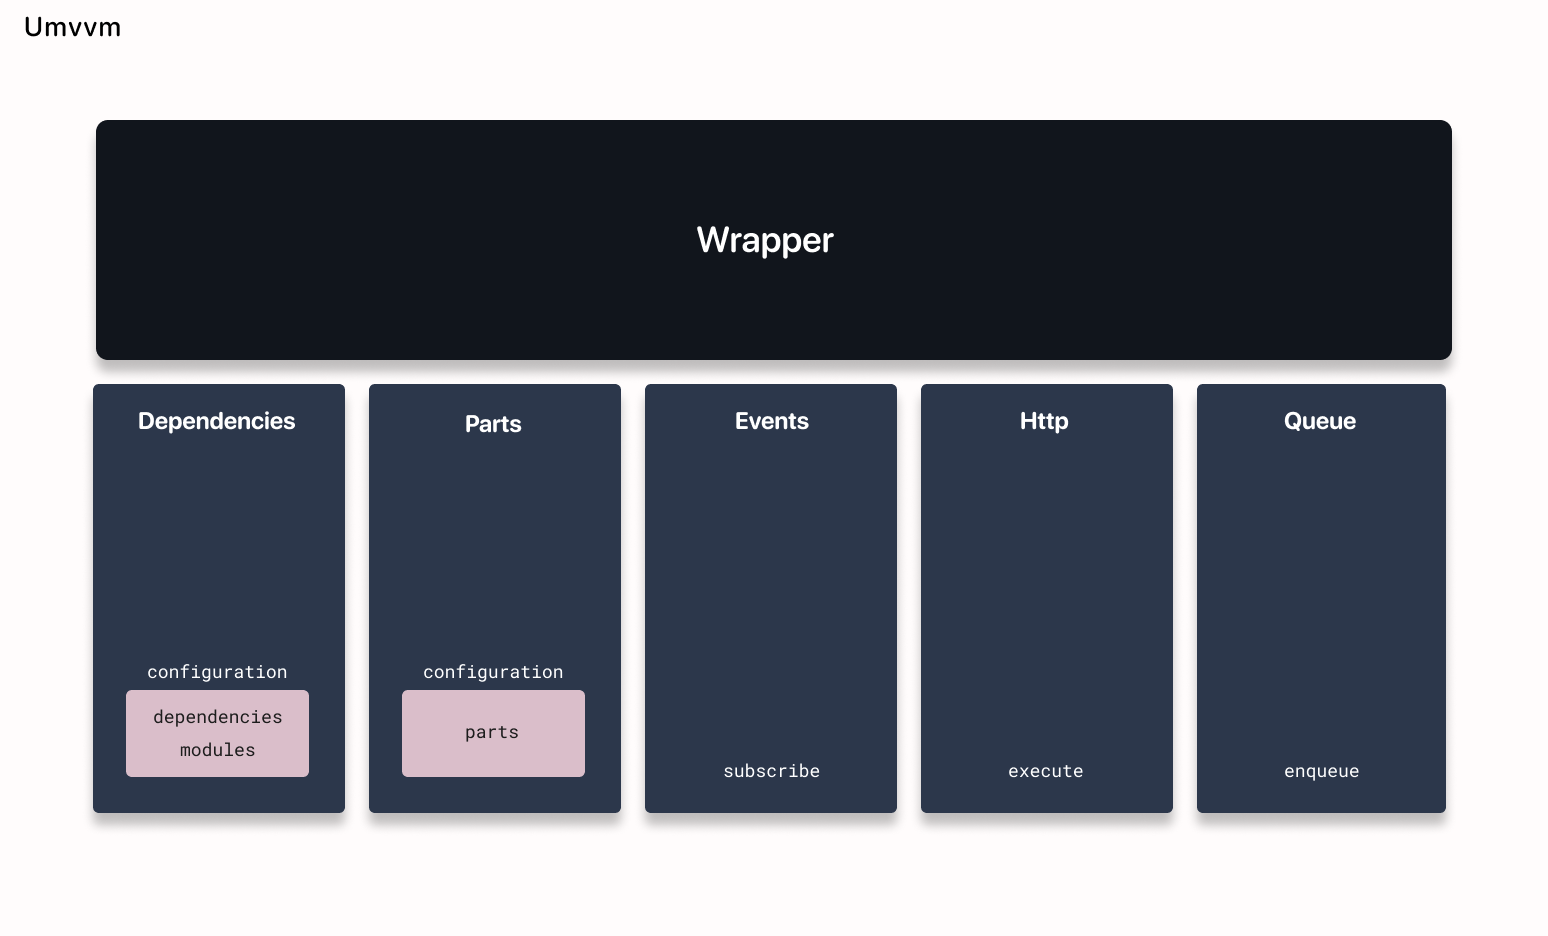 Umvvm
Wrapper
Dependencies
configuration
dependencies
modules
Parts
configuration
parts
Events
subscribe
Http
execute
Queue
enqueue